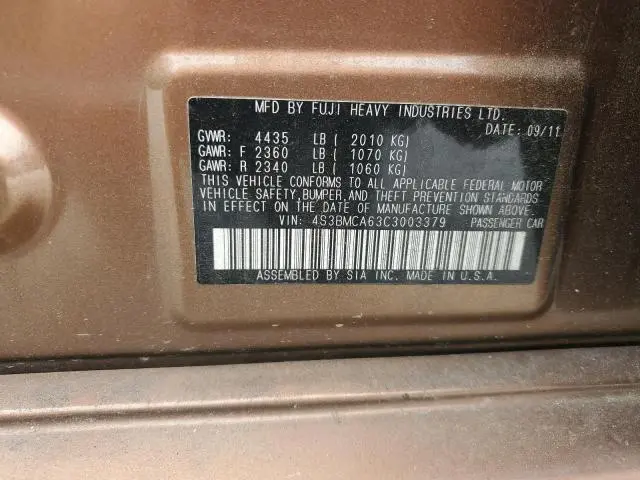 MFD BY FUJI HEAVY INDUSTRIES LTD.
DATE: 09/11
GVWR: 4435 LB ( 2010 KG)
GAWR: F 2360 LB ( 1070 KG)
GAWR: R 2340 LB ( 1060 KG)
THIS VEHICLE CONFORMS TO ALL APPLICABLE FEDERAL MOTOR
VEHICLE SAFETY, BUMPER, AND THEFT PREVENTION STANDARDS
IN EFFECT ON THE DATE OF MANUFACTURE SHOWN ABOVE.
VIN: 4S3BMCA63C3003379 PASSENGER CAR
ASSEMBLED BY SIA INC. MADE IN U.S.A.